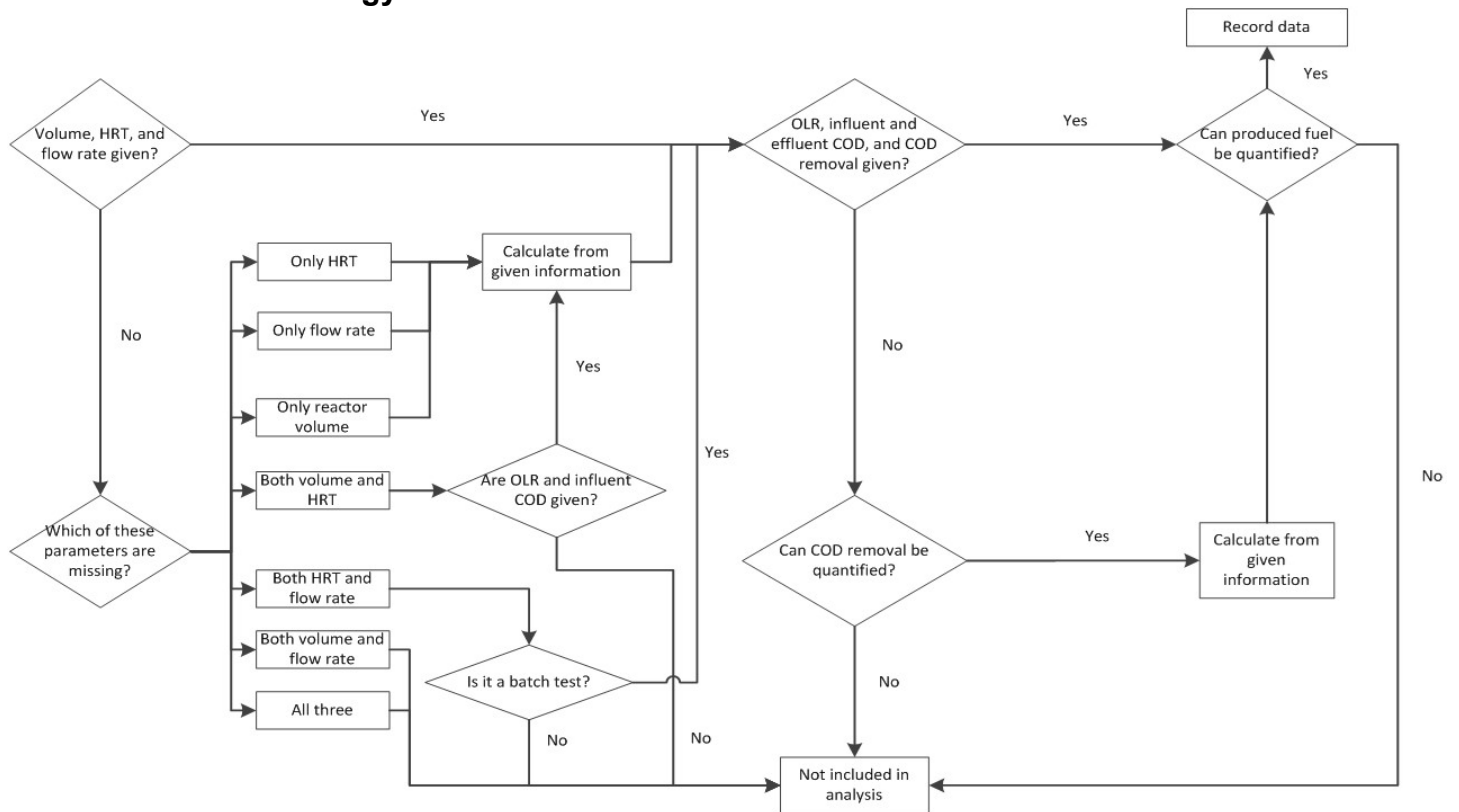 gy
Record data
Yes
Volume, HRT, and
flow rate given?
Yes
OLR, influent and
effluent COD, and COD
removal given?
Yes
Can produced fuel
be quantified?
Only HRT
Calculate from
given information
No
Only flow rate
No
Yes
Only reactor
volume
Yes
Both volume and
HRT
Are OLR and influent
COD given?
No
Which of these
parameters are
missing?
Can COD removal be
quantified?
Yes
Calculate from
given
information
Both HRT and
flow rate
Both volume and
flow rate
Is it a batch test?
No
All three
No
No
Not included in
analysis